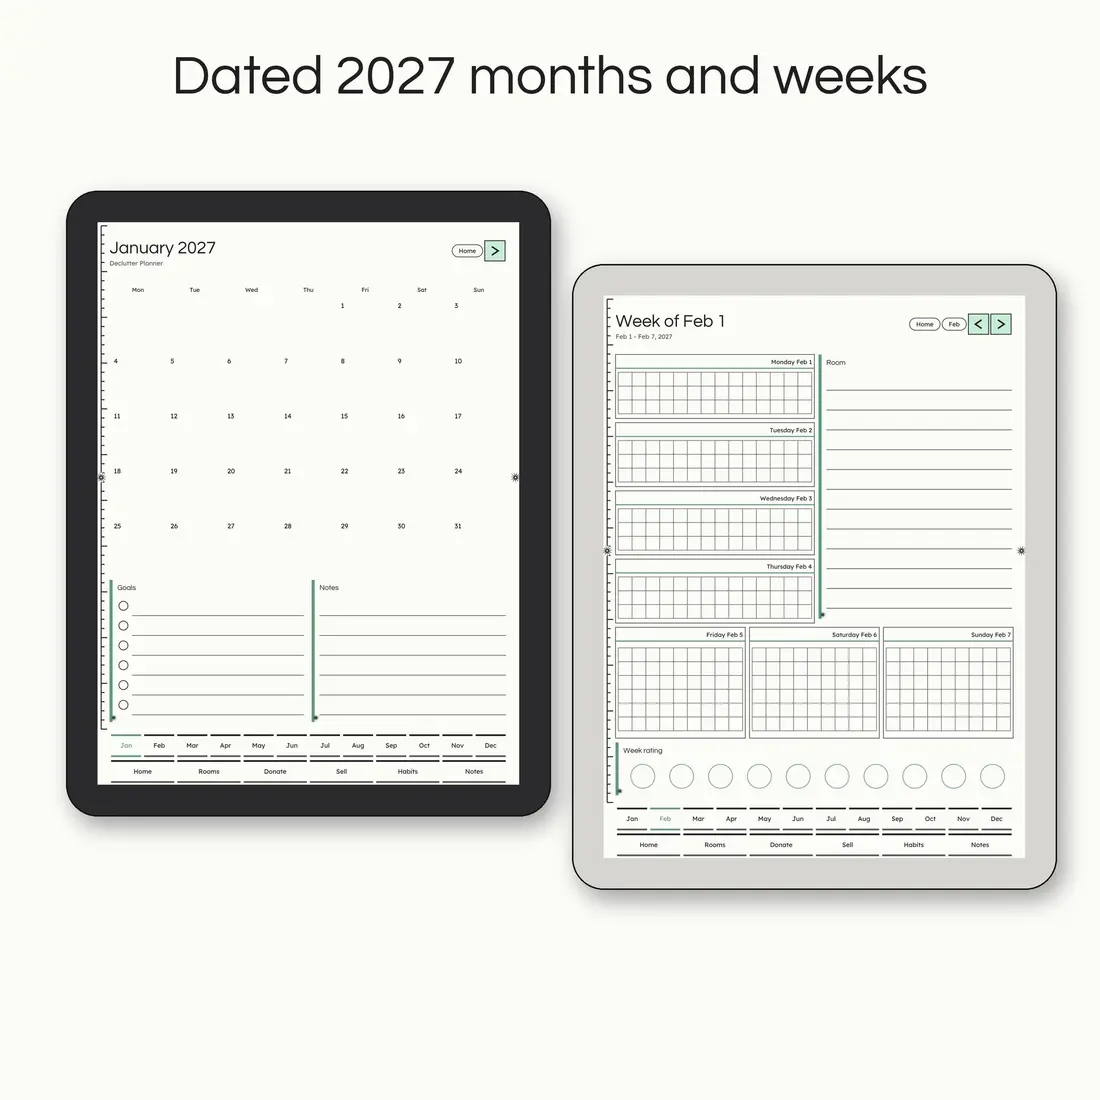 Dated 2027 months and weeks
January 2027
Home >
Declutter Planner
Mon Tue Wed Thu Fri Sat Sun
1 2 3
4 5 6 7 8 9 10
11 12 13 14 15 16 17
18 19 20 21 22 23 24
25 26 27 28 29 30 31
Goals
Notes
Jan Feb Mar Apr May Jun Jul Aug Sep Oct Nov Dec
Home Rooms Donate Sell Habits Notes
Week of Feb 1
Home Feb < >
Feb 1 - Feb 7, 2027
Monday Feb 1
Room
Tuesday Feb 2
Wednesday Feb 3
Thursday Feb 4
Friday Feb 5 Saturday Feb 6 Sunday Feb 7
Week rating
Jan Feb Mar Apr May Jun Jul Aug Sep Oct Nov Dec
Home Rooms Donate Sell Habits Notes